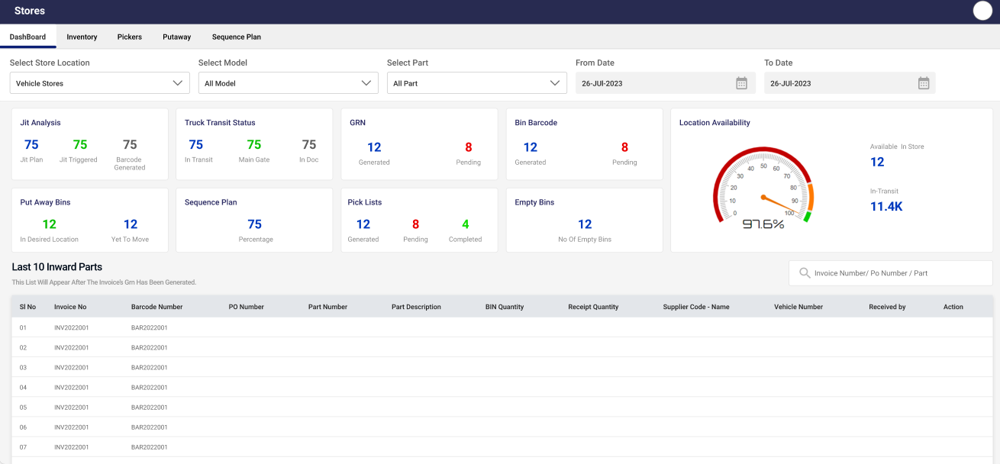 Stores
DashBoard Inventory Pickers Putaway Sequence Plan
Select Store Location Select Model Select Part From Date To Date
Vehicle Stores All Model All Part 26-JUl-2023 26-JUl-2023
Jit Analysis
75 75 75
Jit Plan Jit Triggered Barcode
Generated
Truck Transit Status
75 75 75
In Transit Main Gate In Doc
GRN
12 8
Generated Pending
Bin Barcode
12 8
Generated Pending
Location Availability
0 10 20 30 40 50 60 70 80 90 100
97.6%
Available In Store
12
In-Transit
11.4K
Put Away Bins
12 12
In Desired Location Yet To Move
Sequence Plan
75
Percentage
Pick Lists
12 8 4
Generated Pending Completed
Empty Bins
12
No Of Empty Bins
Last 10 Inward Parts
This List Will Appear After The Invoice's Grn Has Been Generated.
Invoice Number/ Po Number / Part
Sl No Invoice No Barcode Number PO Number Part Number Part Description BIN Quantity Receipt Quantity Supplier Code - Name Vehicle Number Received by Action
01 INV2022001 BAR2022001
02 INV2022001 BAR2022001
03 INV2022001 BAR2022001
04 INV2022001 BAR2022001
05 INV2022001 BAR2022001
06 INV2022001 BAR2022001
07 INV2022001 BAR2022001